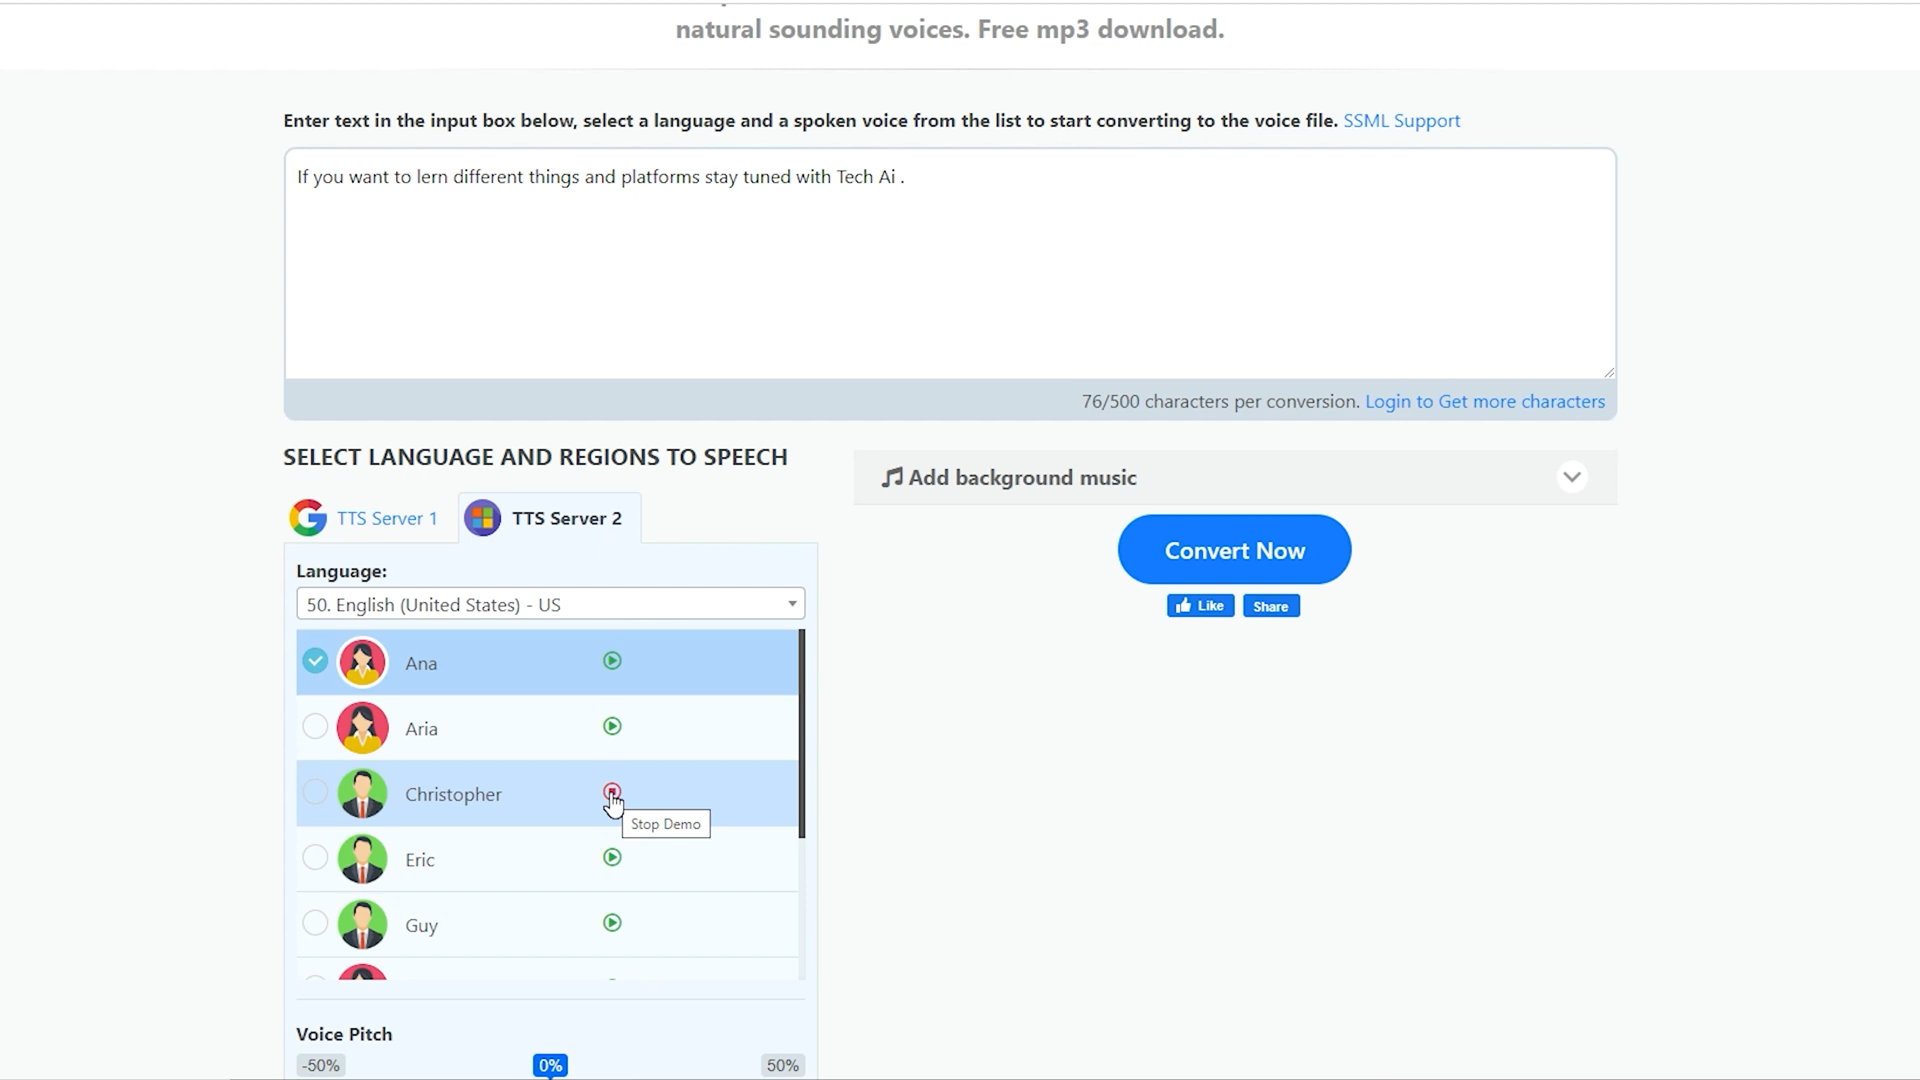 natural sounding voices. Free mp3 download.
Enter text in the input box below, select a language and a spoken voice from the list to start converting to the voice file. SSML Support
If you want to lern different things and platforms stay tuned with Tech Ai .
76/500 characters per conversion. Login to Get more characters
SELECT LANGUAGE AND REGIONS TO SPEECH
Add background music
TTS Server 1
TTS Server 2
Convert Now
Language:
50. English (United States) - US
Like
Share
Ana
Aria
Christopher
Stop Demo
Eric
Guy
Voice Pitch
-50%
0%
50%